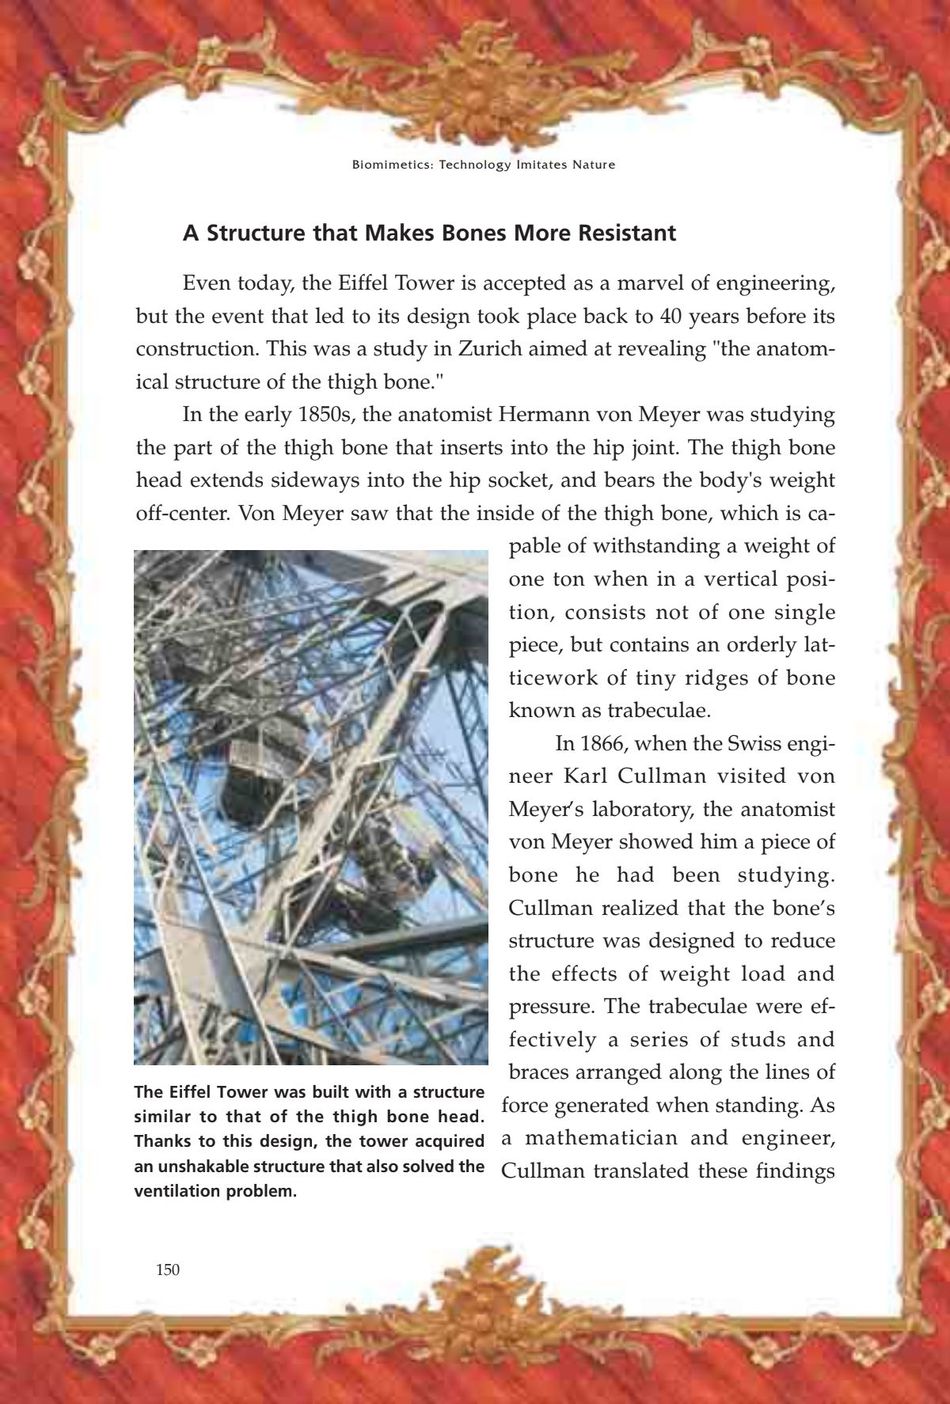 Biomimetics: Technology Imitates Nature
A Structure that Makes Bones More Resistant
Even today, the Eiffel Tower is accepted as a marvel of engineering,
but the event that led to its design took place back to 40 years before its
construction. This was a study in Zurich aimed at revealing "the anatom-
ical structure of the thigh bone."
In the early 1850s, the anatomist Hermann von Meyer was studying
the part of the thigh bone that inserts into the hip joint. The thigh bone
head extends sideways into the hip socket, and bears the body's weight
off-center. Von Meyer saw that the inside of the thigh bone, which is ca-
pable of withstanding a weight of
one ton when in a vertical posi-
tion, consists not of one single
piece, but contains an orderly lat-
ticework of tiny ridges of bone
known as trabeculae.
In 1866, when the Swiss engi-
neer Karl Cullman visited von
Meyer's laboratory, the anatomist
von Meyer showed him a piece of
bone he had been studying.
Cullman realized that the bone's
structure was designed to reduce
the effects of weight load and
pressure. The trabeculae were ef-
fectively a series of studs and
braces arranged along the lines of
force generated when standing. As
a mathematician and engineer,
Cullman translated these findings
The Eiffel Tower was built with a structure
similar to that of the thigh bone head.
Thanks to this design, the tower acquired
an unshakable structure that also solved the
ventilation problem.
150